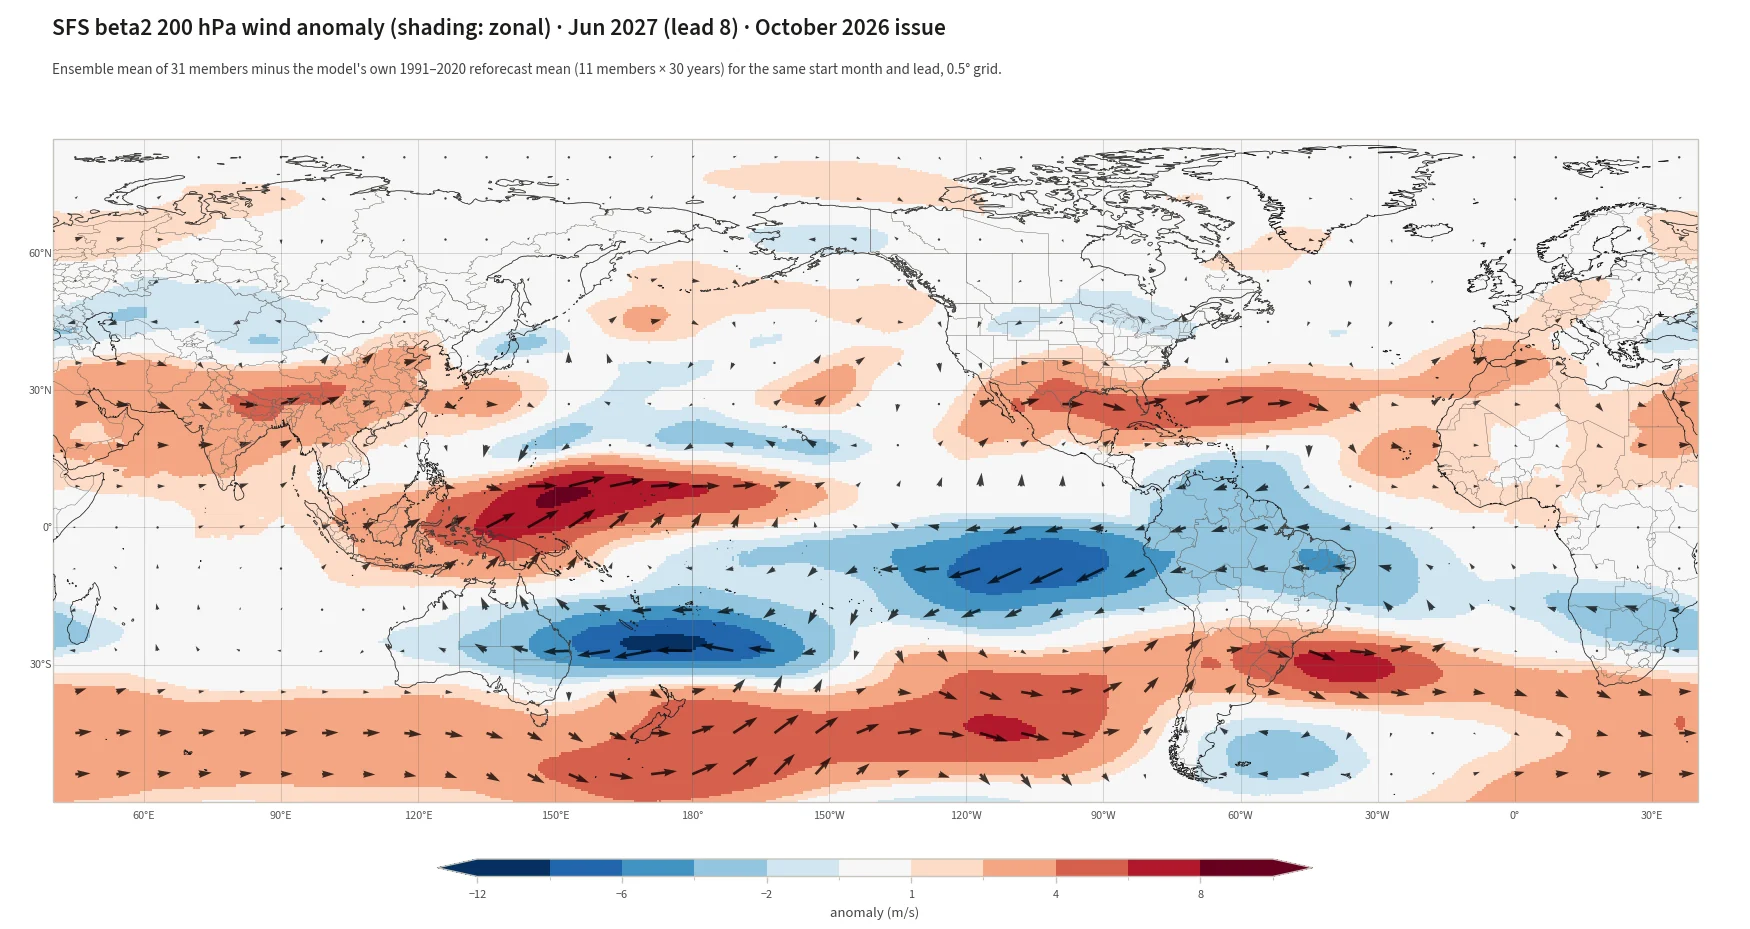 SFS beta2 200 hPa wind anomaly (shading: zonal) · Jun 2027 (lead 8) · October 2026 issue
Ensemble mean of 31 members minus the model's own 1991–2020 reforecast mean (11 members × 30 years) for the same start month and lead, 0.5° grid.
60°N
30°N
0°
30°S
60°E 90°E 120°E 150°E 180° 150°W 120°W 90°W 60°W 30°W 0° 30°E
−12 −6 −2 1 4 8
anomaly (m/s)